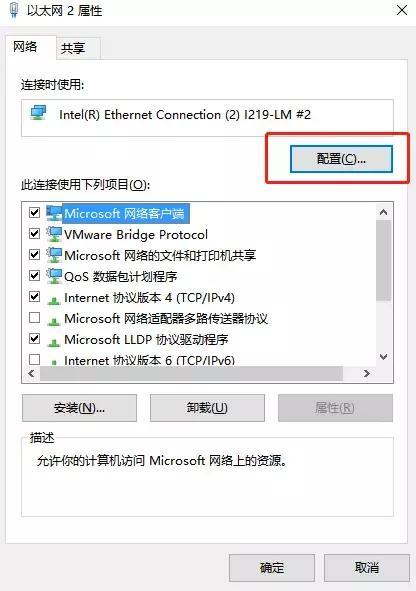 以太网 2 属性
网络
共享
连接时使用:
Intel(R) Ethernet Connection (2) I219-LM #2
配置(C)...
此连接使用下列项目(O):
Microsoft 网络客户端
VMware Bridge Protocol
Microsoft 网络的文件和打印机共享
QoS 数据包计划程序
Internet 协议版本 4 (TCP/IPv4)
Microsoft 网络适配器多路传送器协议
Microsoft LLDP 协议驱动程序
Internet 协议版本 6 (TCP/IPv6)
安装(N)...
卸载(U)
属性(R)
描述
允许你的计算机访问 Microsoft 网络上的资源。
确定
取消